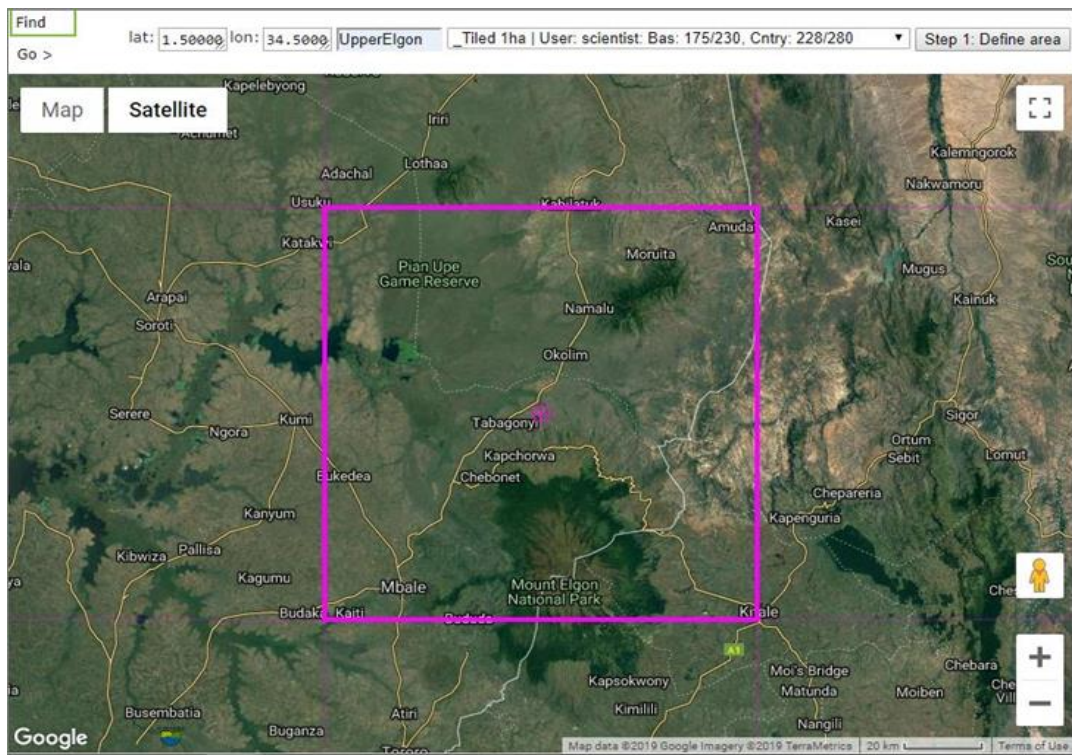 Find
Go >
lat: 1.50000 lon: 34.5000 UpperElgon _Tiled 1ha | User: scientist: Bas: 175/230, Cntry: 228/280 Step 1: Define area
Kapelebyong
Map Satellite
Iriri
Kalemngorok
Lothaa
Adachal
Nakwamoru
Usuku
Kabilatuk
Katakwi
Amuda
Kasei
Moruita
Pian Upe
Game Reserve
Mugus
Arapai
Kainuk
Namalu
Soroti
Okolim
Serere
Kumi
Tabagonyi
Sigor
Ngora
Ortum
Sebit
Lomut
Kapchorwa
Chebonet
Bukedea
Chepareria
Kanyum
Kapenguria
Kibwiza
Pallisa
Kagumu
Mbale
Mount Elgon
National Park
Budaka
Kaiti
Bududa
Kitale
A1
Chebara
Moi's Bridge
Kapsokwony
Matunda
Moiben
Kimilili
Busembatia
Atiri
Nangili
Buganza
Tororo
Google
Map data ©2019 Google Imagery ©2019 TerraMetrics 20 km Terms of Use